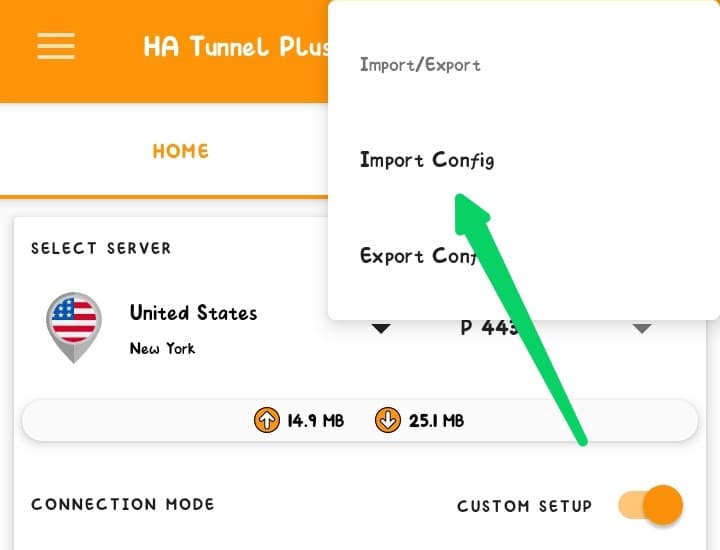 HA Tunnel Plus
Import/Export
HOME
Import Config
Export Conf
SELECT SERVER
United States
New York
P 443
14.9 MB 25.1 MB
CONNECTION MODE
CUSTOM SETUP